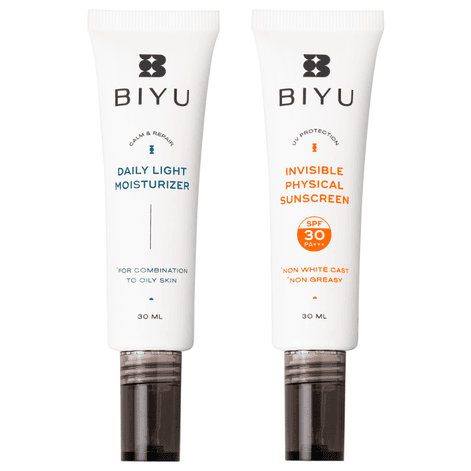 BIYU
CALM & REPAIR
DAILY LIGHT
MOISTURIZER
*FOR COMBINATION
TO OILY SKIN
30 ML
BIYU
UV PROTECTION
INVISIBLE
PHYSICAL
SUNSCREEN
SPF
30
PA+++
*NON WHITE CAST
*NON GREASY
30 ML